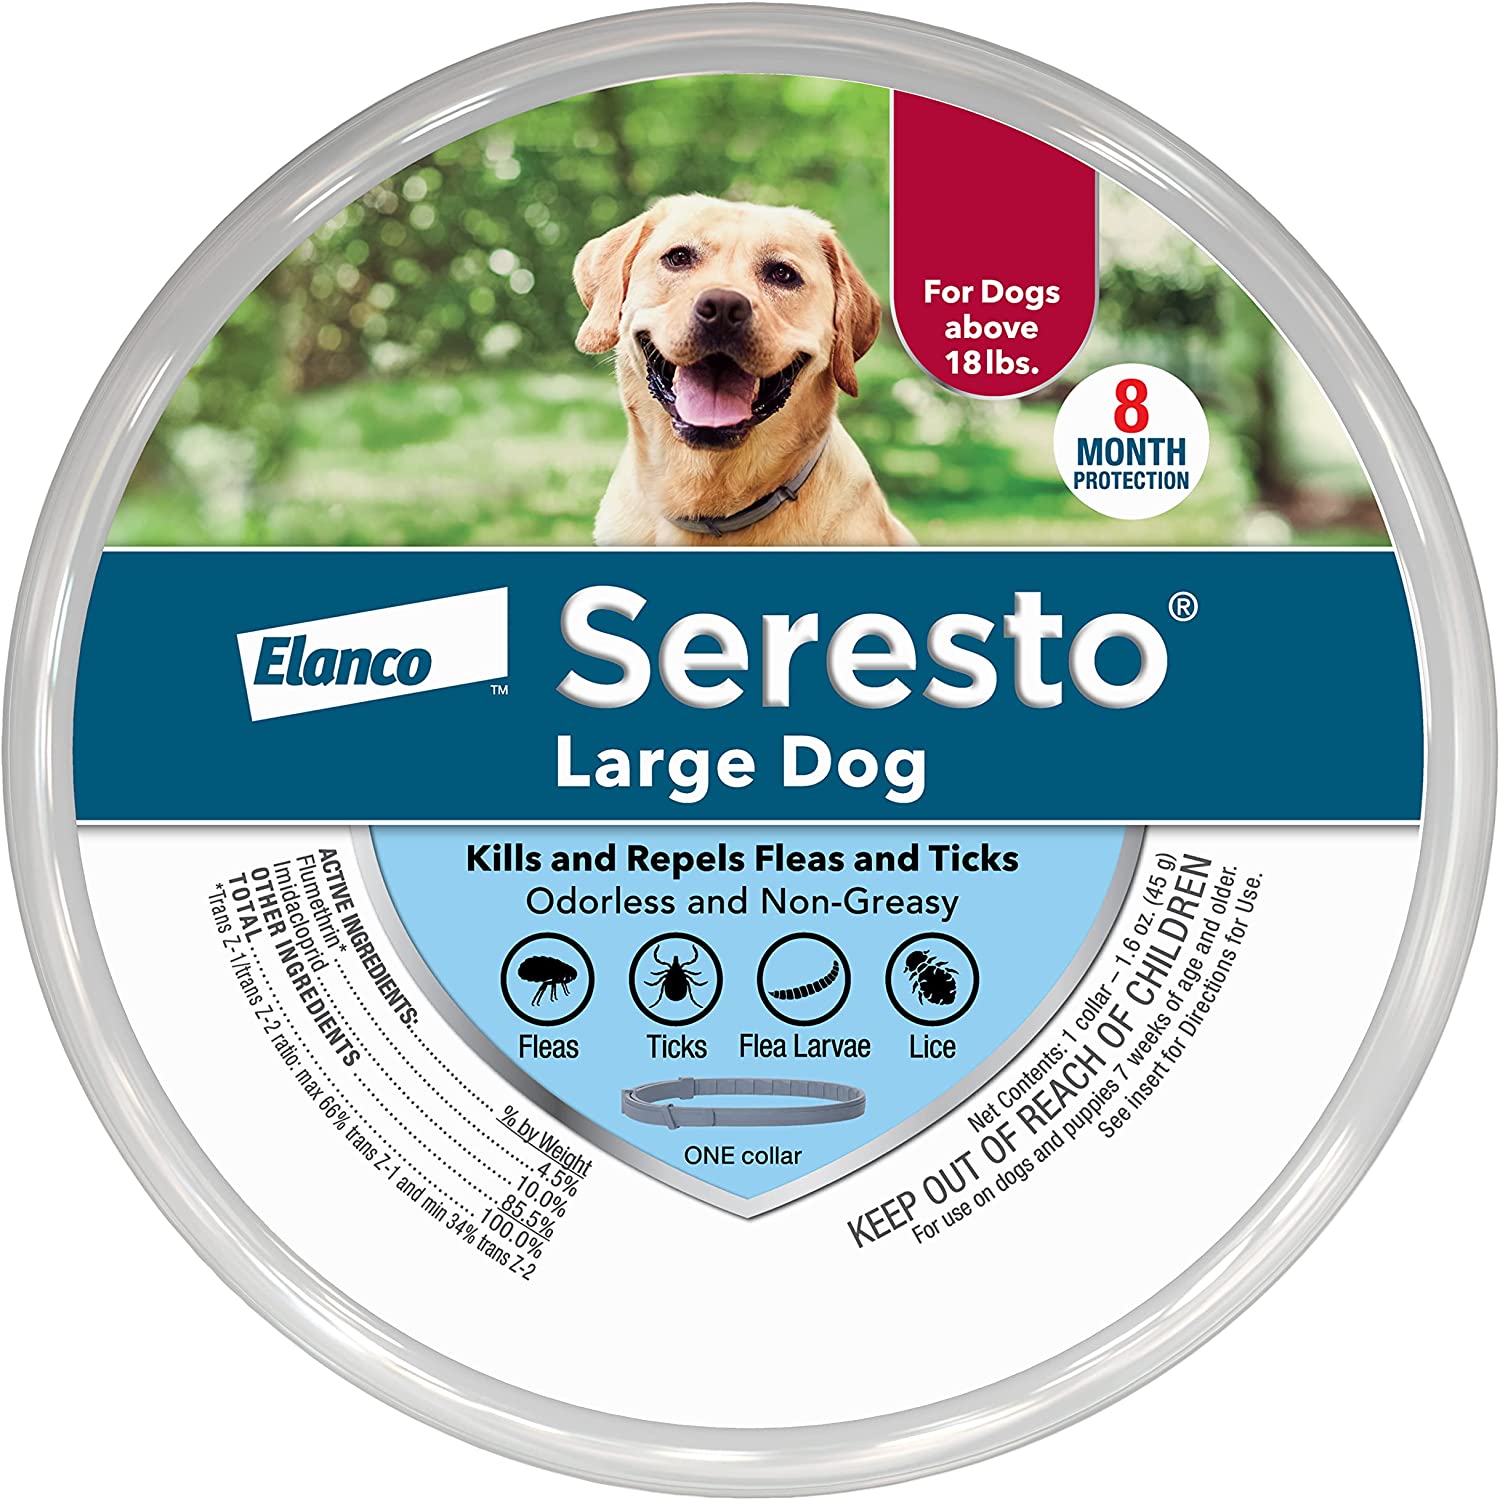 For Dogs
above
18 lbs.
8
MONTH
PROTECTION
Elanco™
Seresto®
Large Dog
Kills and Repels Fleas and Ticks
Odorless and Non-Greasy
Fleas
Ticks
Flea Larvae
Lice
ONE collar
% by Weight
ACTIVE INGREDIENTS...
Flumethrin* 4.5%
Imidacloprid 10.0%
OTHER INGREDIENTS 85.5%
TOTAL 100.0%
*Trans Z-1/trans Z-2 ratio: max 66% trans Z-1 and min 34% trans Z-2
Net Contents: 1 collar – 1.6 oz. (45 g)
KEEP OUT OF REACH OF CHILDREN
For use on dogs and puppies 7 weeks of age and older.
See insert for Directions for Use.